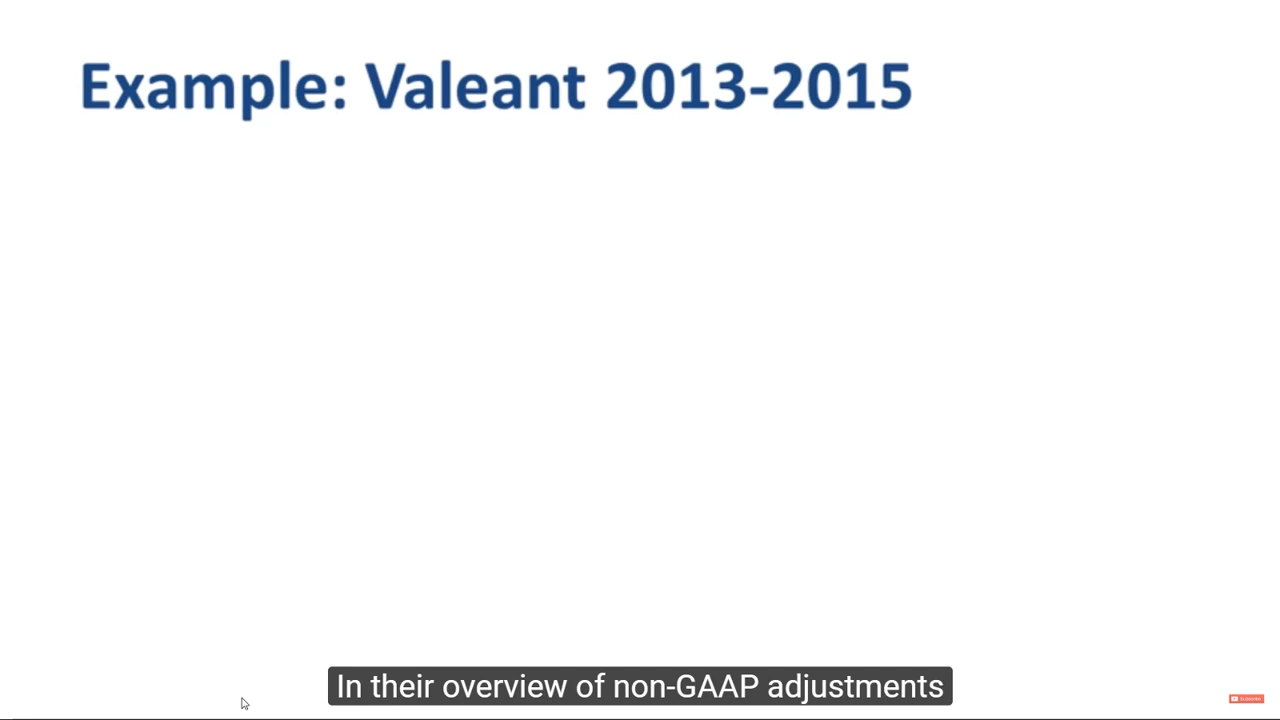 Example: Valeant 2013-2015
In their overview of non-GAAP adjustments